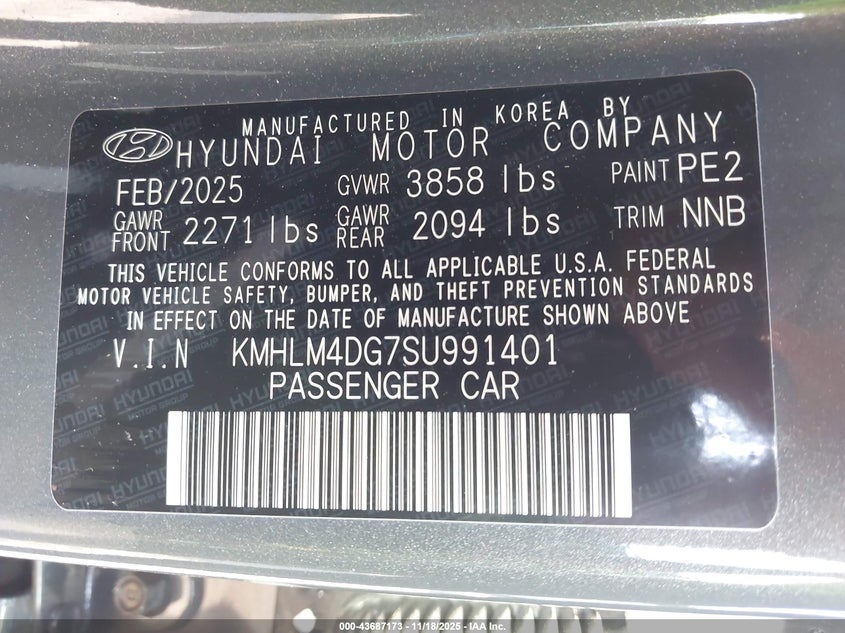 MANUFACTURED IN KOREA BY
HYUNDAI MOTOR COMPANY
FEB/2025 GVWR 3858 lbs PAINT PE2
GAWR FRONT 2271 lbs GAWR REAR 2094 lbs TRIM NNB
THIS VEHICLE CONFORMS TO ALL APPLICABLE U.S.A. FEDERAL
MOTOR VEHICLE SAFETY, BUMPER, AND THEFT PREVENTION STANDARDS
IN EFFECT ON THE DATE OF MANUFACTURE SHOWN ABOVE
V.I.N KMHLM4DG7SU991401
PASSENGER CAR
000-43687173 - 11/18/2025 - IAA Inc.